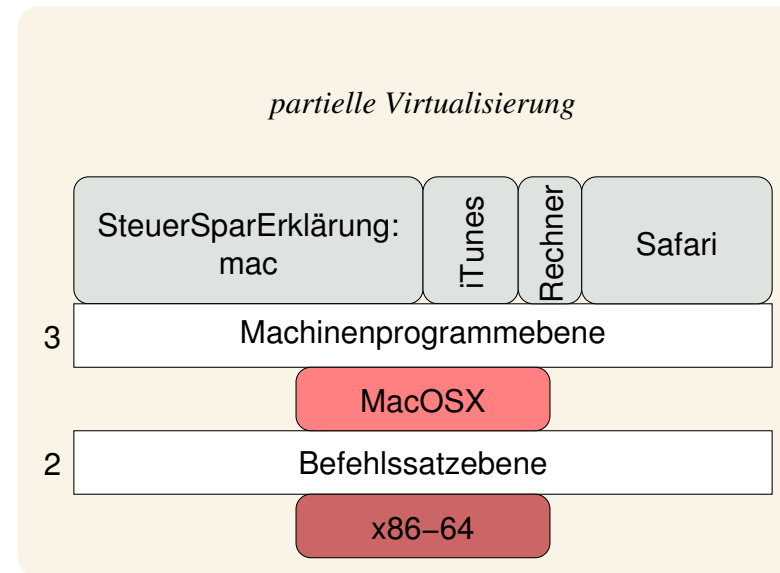 partielle Virtualisierung
SteuerSparErklärung:
mac
iTunes
Rechner
Safari
3
Machinenprogrammebene
MacOSX
2
Befehlssatzebene
x86−64